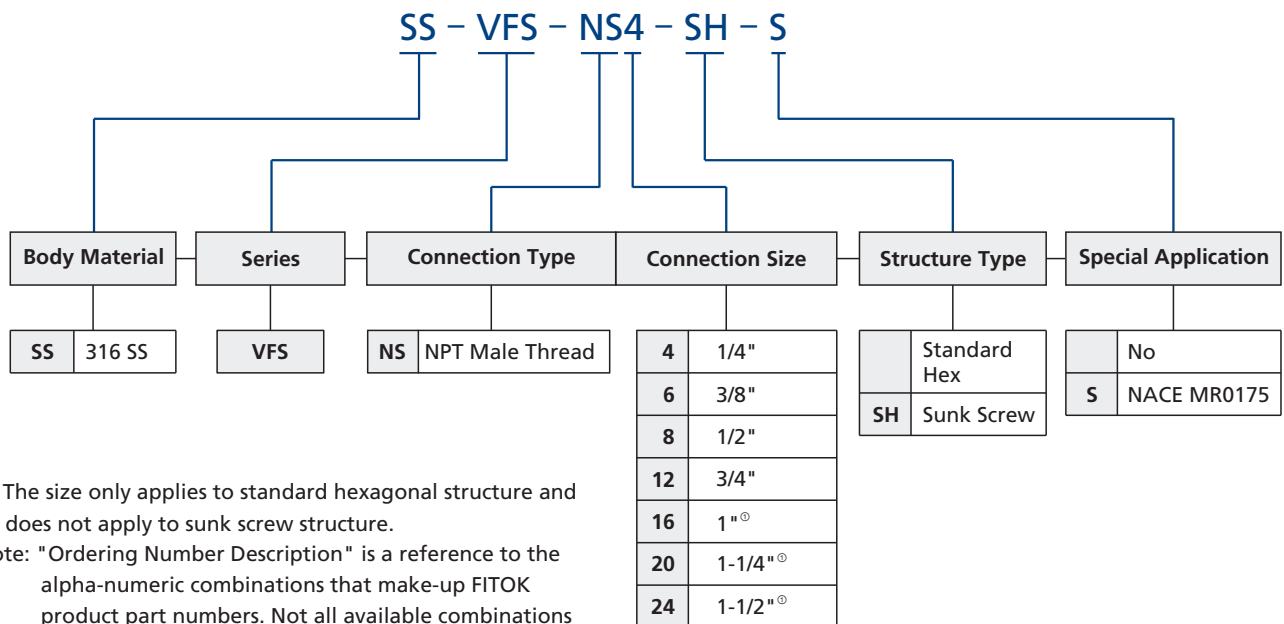 SS – VFS – NS4 – SH – S
Body Material
Series
Connection Type
Connection Size
Structure Type
Special Application
SS 316 SS
VFS
NS NPT Male Thread
4 1/4"
6 3/8"
8 1/2"
12 3/4"
16 1"①
20 1-1/4"①
24 1-1/2"①
Standard
Hex
SH Sunk Screw
No
S NACE MR0175
The size only applies to standard hexagonal structure and
does not apply to sunk screw structure.
"Ordering Number Description" is a reference to the
alpha-numeric combinations that make-up FITOK
product part numbers. Not all available combinations